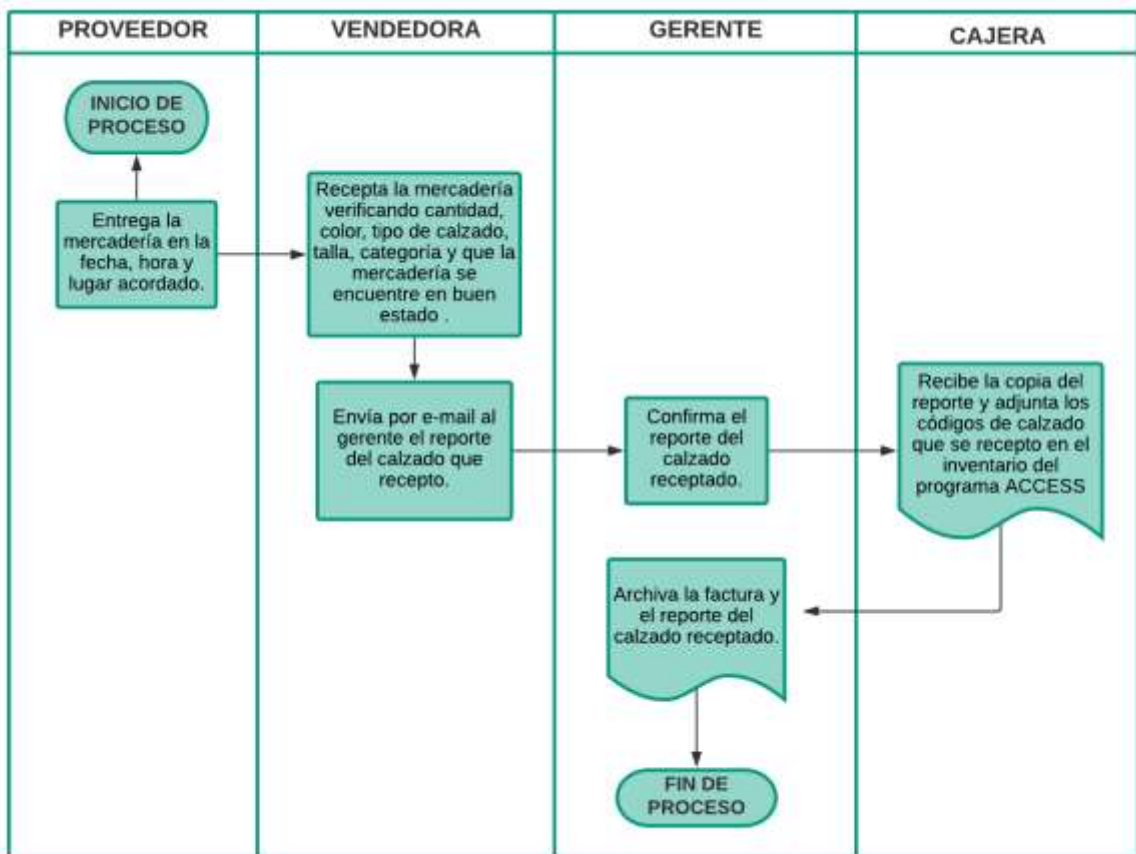 PROVEEDOR
VENDEDORA
GERENTE
CAJERA
INICIO DE
PROCESO
Entrega la
mercadería en la
fecha, hora y
lugar acordado.
Recepta la mercadería
verificando cantidad,
color, tipo de calzado,
talla, categoría y que la
mercadería se
encuentre en buen
estado .
Envía por e-mail al
gerente el reporte
del calzado que
recepto.
Confirma el
reporte del
calzado
receptado.
Recibe la copia del
reporte y adjunta los
códigos de calzado
que se recepto en el
inventario del
programa ACCESS
Archiva la factura y
el reporte del
calzado receptado.
FIN DE
PROCESO